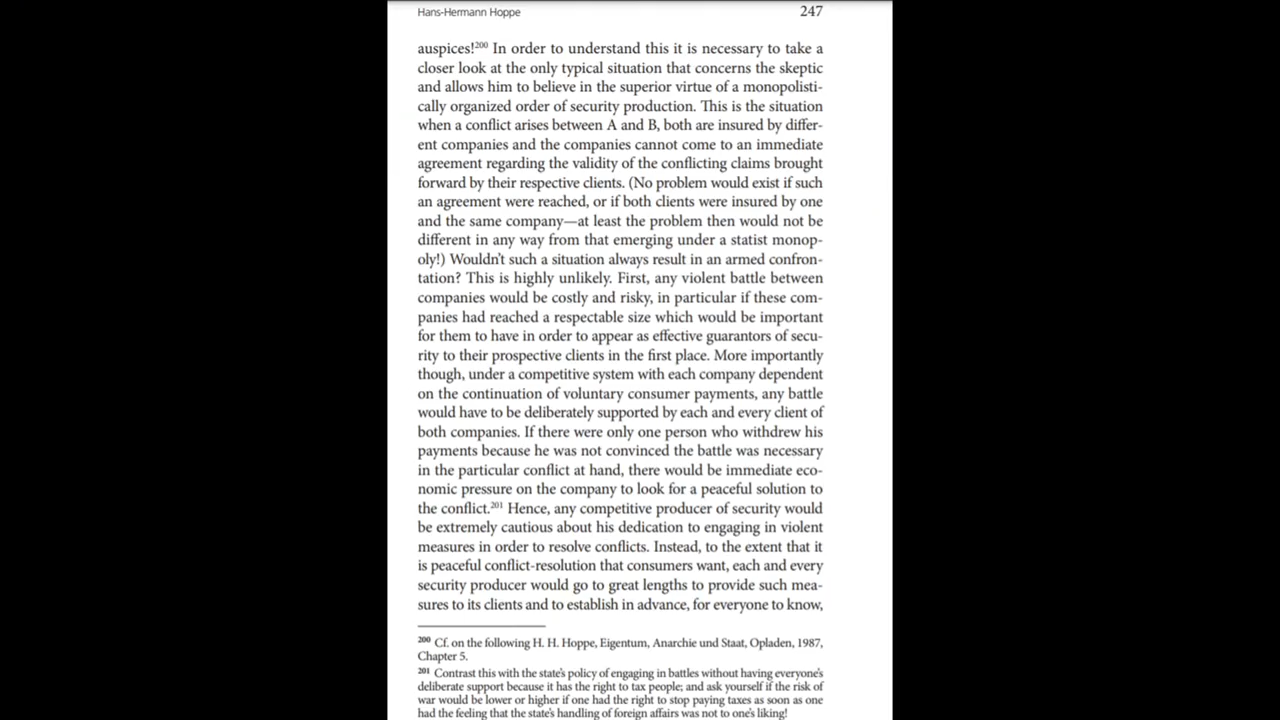 Hans-Hermann Hoppe 247
auspices!²⁰⁰ In order to understand this it is necessary to take a
closer look at the only typical situation that concerns the skeptic
and allows him to believe in the superior virtue of a monopolisti-
cally organized order of security production. This is the situation
when a conflict arises between A and B, both are insured by differ-
ent companies and the companies cannot come to an immediate
agreement regarding the validity of the conflicting claims brought
forward by their respective clients. (No problem would exist if such
an agreement were reached, or if both clients were insured by one
and the same company—at least the problem then would not be
different in any way from that emerging under a statist monop-
oly!) Wouldn't such a situation always result in an armed confron-
tation? This is highly unlikely. First, any violent battle between
companies would be costly and risky, in particular if these com-
panies had reached a respectable size which would be important
for them to have in order to appear as effective guarantors of secu-
rity to their prospective clients in the first place. More importantly
though, under a competitive system with each company dependent
on the continuation of voluntary consumer payments, any battle
would have to be deliberately supported by each and every client of
both companies. If there were only one person who withdrew his
payments because he was not convinced the battle was necessary
in the particular conflict at hand, there would be immediate eco-
nomic pressure on the company to look for a peaceful solution to
the conflict.²⁰¹ Hence, any competitive producer of security would
be extremely cautious about his dedication to engaging in violent
measures in order to resolve conflicts. Instead, to the extent that it
is peaceful conflict-resolution that consumers want, each and every
security producer would go to great lengths to provide such mea-
sures to its clients and to establish in advance, for everyone to know,
²⁰⁰ Cf. on the following H. H. Hoppe, Eigentum, Anarchie und Staat, Opladen, 1987,
Chapter 5.
²⁰¹ Contrast this with the state's policy of engaging in battles without having everyone's
deliberate support because it has the right to tax people; and ask yourself if the risk of
war would be lower or higher if one had the right to stop paying taxes as soon as one
had the feeling that the state's handling of foreign affairs was not to one's liking!